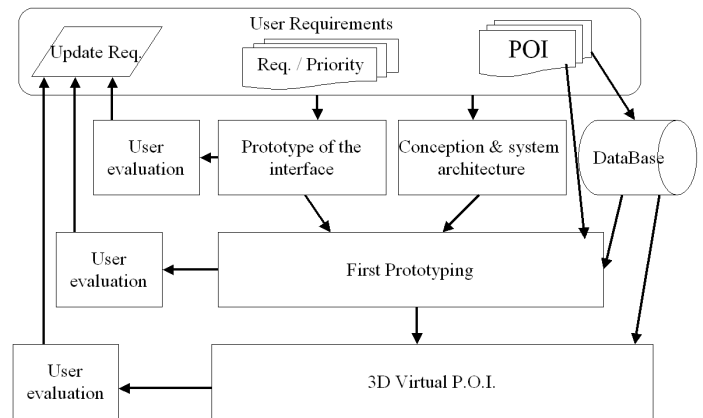 User Requirements
Update Req.
Req. / Priority
POI
User
evaluation
Prototype of the
interface
Conception & system
architecture
DataBase
User
evaluation
First Prototyping
User
evaluation
3D Virtual P.O.I.